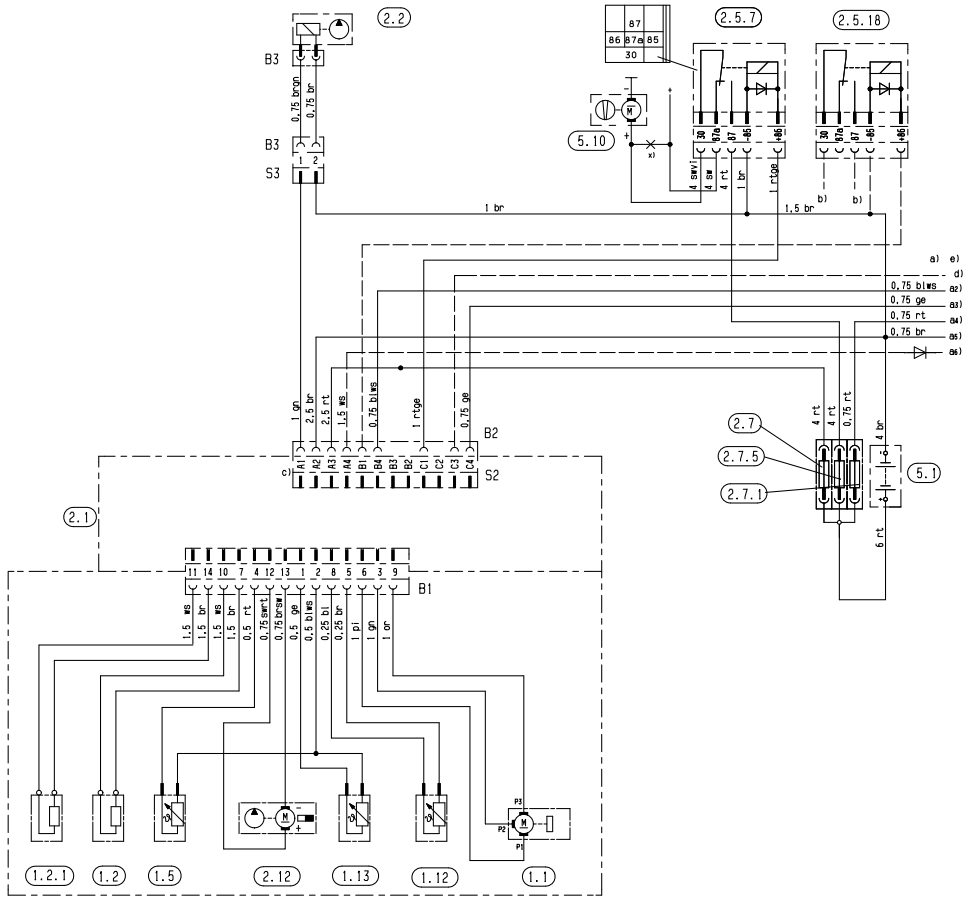 2.2
87
86 87a 85
30
2.5.7
2.5.18
B3
0,75 brgn
0,75 br
B3
1 2
S3
5.10
M
-
+
+
x)
30 87a 87 -85 +86
30 87a 87 -85 +86
4 swvi
4 sw
4 rt
1 br
1 rtge
b)
b)
1 br
1,5 br
a) e)
d)
0,75 blws a2)
0,75 ge a3)
0,75 rt a4)
0,75 br a5)
a6)
1 gn
2,5 br
2,5 rt
1,5 ws
0,75 blws
1 rtge
0,75 ge
B2
c)
A1 A2 A3 A4 B1 B4 B3 B2 C1 C2 C3 C4
S2
4 rt
4 rt
0,75 rt
4 br
2.7
2.7.5
2.7.1
5.1
-
+
6 rt
2.1
11 14 10 7 4 12 13 1 2 8 5 6 3 9
B1
1,5 ws
1,5 br
1,5 ws
1,5 br
0,5 rt
0,75 swrt
0,75 brsw
0,5 ge
0,5 blws
0,25 bl
0,25 br
1 pi
1 gn
1 or
ϑ
M
-
+
ϑ
ϑ
P3
P2
M
P1
1.2.1
1.2
1.5
2.12
1.13
1.12
1.1